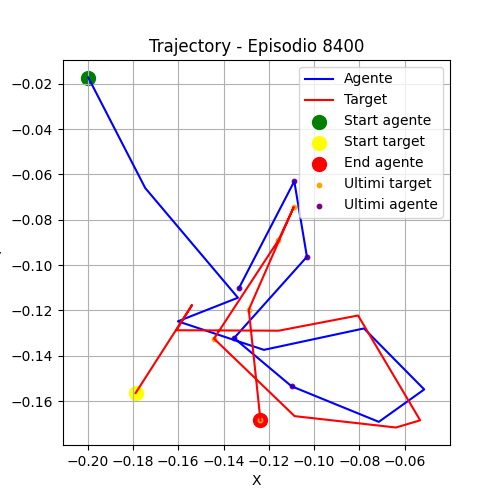 Trajectory - Episodio 8400
Agente
Target
Start agente
Start target
End agente
Ultimi target
Ultimi agente
−0.02
−0.04
−0.06
−0.08
−0.10
−0.12
−0.14
−0.16
−0.20 −0.18 −0.16 −0.14 −0.12 −0.10 −0.08 −0.06
X